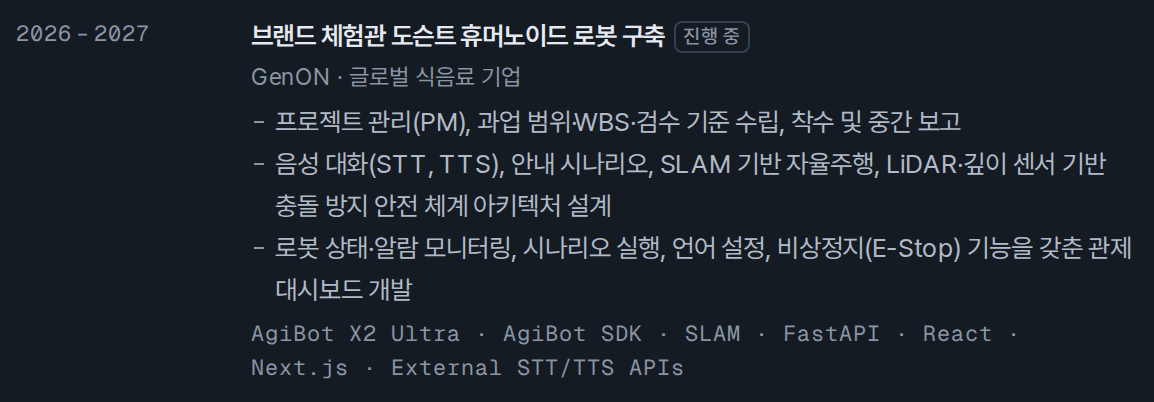 2026 – 2027
브랜드 체험관 도슨트 휴머노이드 로봇 구축 진행 중
GenON · 글로벌 식음료 기업
– 프로젝트 관리(PM), 과업 범위·WBS·검수 기준 수립, 착수 및 중간 보고
– 음성 대화(STT, TTS), 안내 시나리오, SLAM 기반 자율주행, LiDAR·깊이 센서 기반
충돌 방지 안전 체계 아키텍처 설계
– 로봇 상태·알람 모니터링, 시나리오 실행, 언어 설정, 비상정지(E-Stop) 기능을 갖춘 관제
대시보드 개발
AgiBot X2 Ultra · AgiBot SDK · SLAM · FastAPI · React ·
Next.js · External STT/TTS APIs